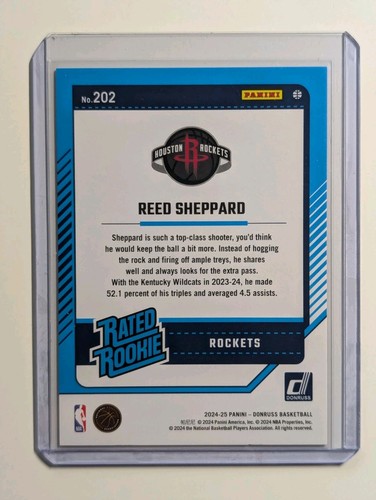 No. 202
PANINI
HOUSTON ROCKETS
REED SHEPPARD
Sheppard is such a top-class shooter, you'd think
he would keep the ball a bit more. Instead of hogging
the rock and firing off ample treys, he shares
well and always looks for the extra pass.
With the Kentucky Wildcats in 2023-24, he made
52.1 percent of his triples and averaged 4.5 assists.
RATED
ROOKIE
ROCKETS
DONRUSS
2024-25 PANINI – DONRUSS BASKETBALL
© 2024 Panini America, Inc. © 2024 NBA Properties, Inc.
© 2024 the National Basketball Players Association. All rights reserved.